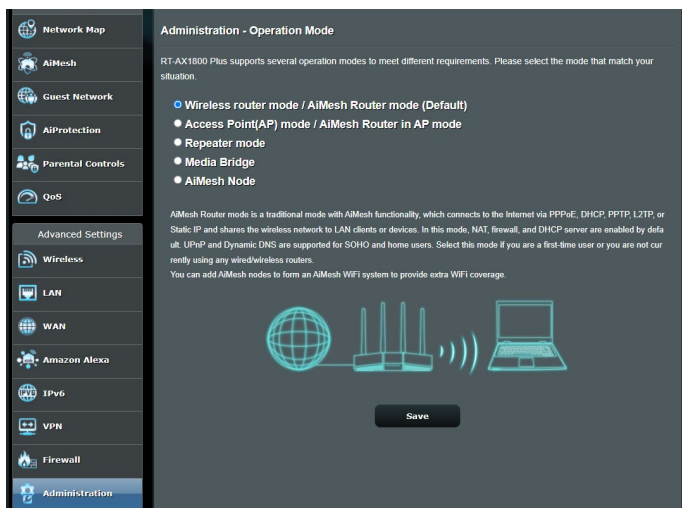 Network Map
AiMesh
Guest Network
AiProtection
Parental Controls
QoS
Advanced Settings
Wireless
LAN
WAN
Amazon Alexa
IPv6
VPN
Firewall
Administration
Administration - Operation Mode
RT-AX1800 Plus supports several operation modes to meet different requirements. Please select the mode that match your
situation.
Wireless router mode / AiMesh Router mode (Default)
Access Point(AP) mode / AiMesh Router in AP mode
Repeater mode
Media Bridge
AiMesh Node
AiMesh Router mode is a traditional mode with AiMesh functionality, which connects to the Internet via PPPoE, DHCP, PPTP, L2TP, or
Static IP and shares the wireless network to LAN clients or devices. In this mode, NAT, firewall, and DHCP server are enabled by defa
ult. UPnP and Dynamic DNS are supported for SOHO and home users. Select this mode if you are a first-time user or you are not cur
rently using any wired/wireless routers.
You can add AiMesh nodes to form an AiMesh WiFi system to provide extra WiFi coverage.
Save